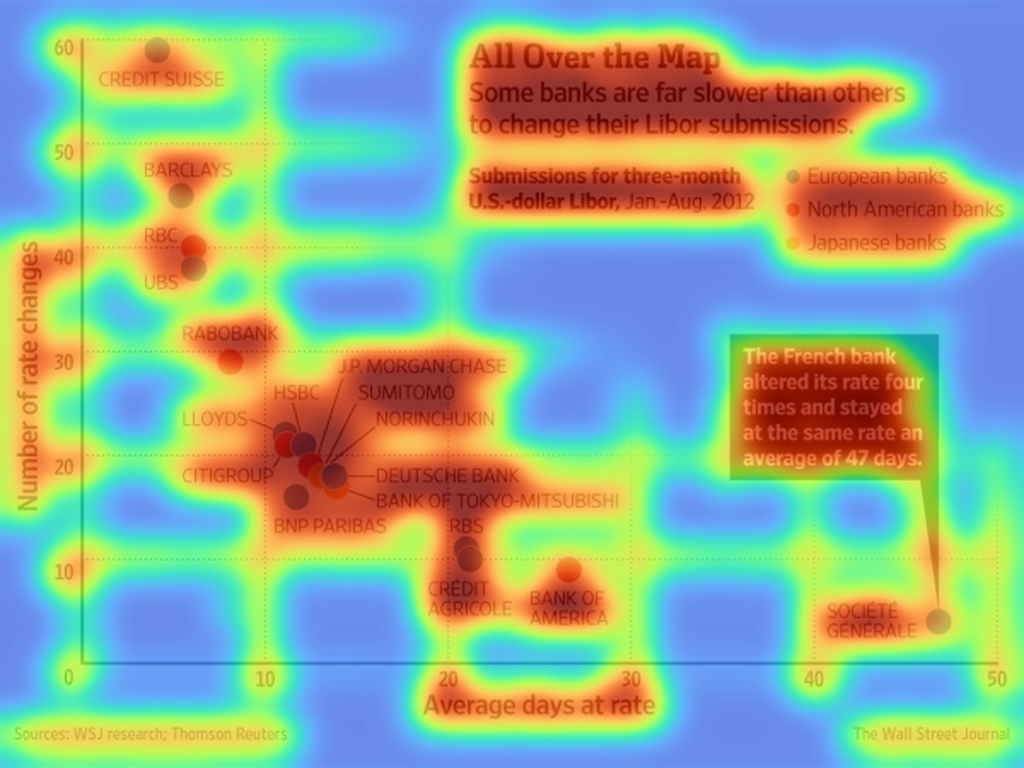 All Over the Map
Some banks are far slower than others
to change their Libor submissions.
Submissions for three-month
U.S.-dollar Libor, Jan.-Aug. 2012
European banks
North American banks
Japanese banks
Number of rate changes
60
50
40
30
20
10
0
CREDIT SUISSE
BARCLAYS
RBC
UBS
RABOBANK
J.P. MORGAN CHASE
HSBC
SUMITOMO
LLOYDS
NORINCHUKIN
CITIGROUP
DEUTSCHE BANK
BANK OF TOKYO-MITSUBISHI
BNP PARIBAS
RBS
CRÉDIT
AGRICOLE
BANK OF
AMERICA
The French bank
altered its rate four
times and stayed
at the same rate an
average of 47 days.
SOCIÉTÉ
GÉNÉRALE
10
20
30
40
50
Average days at rate
Sources: WSJ research; Thomson Reuters
The Wall Street Journal